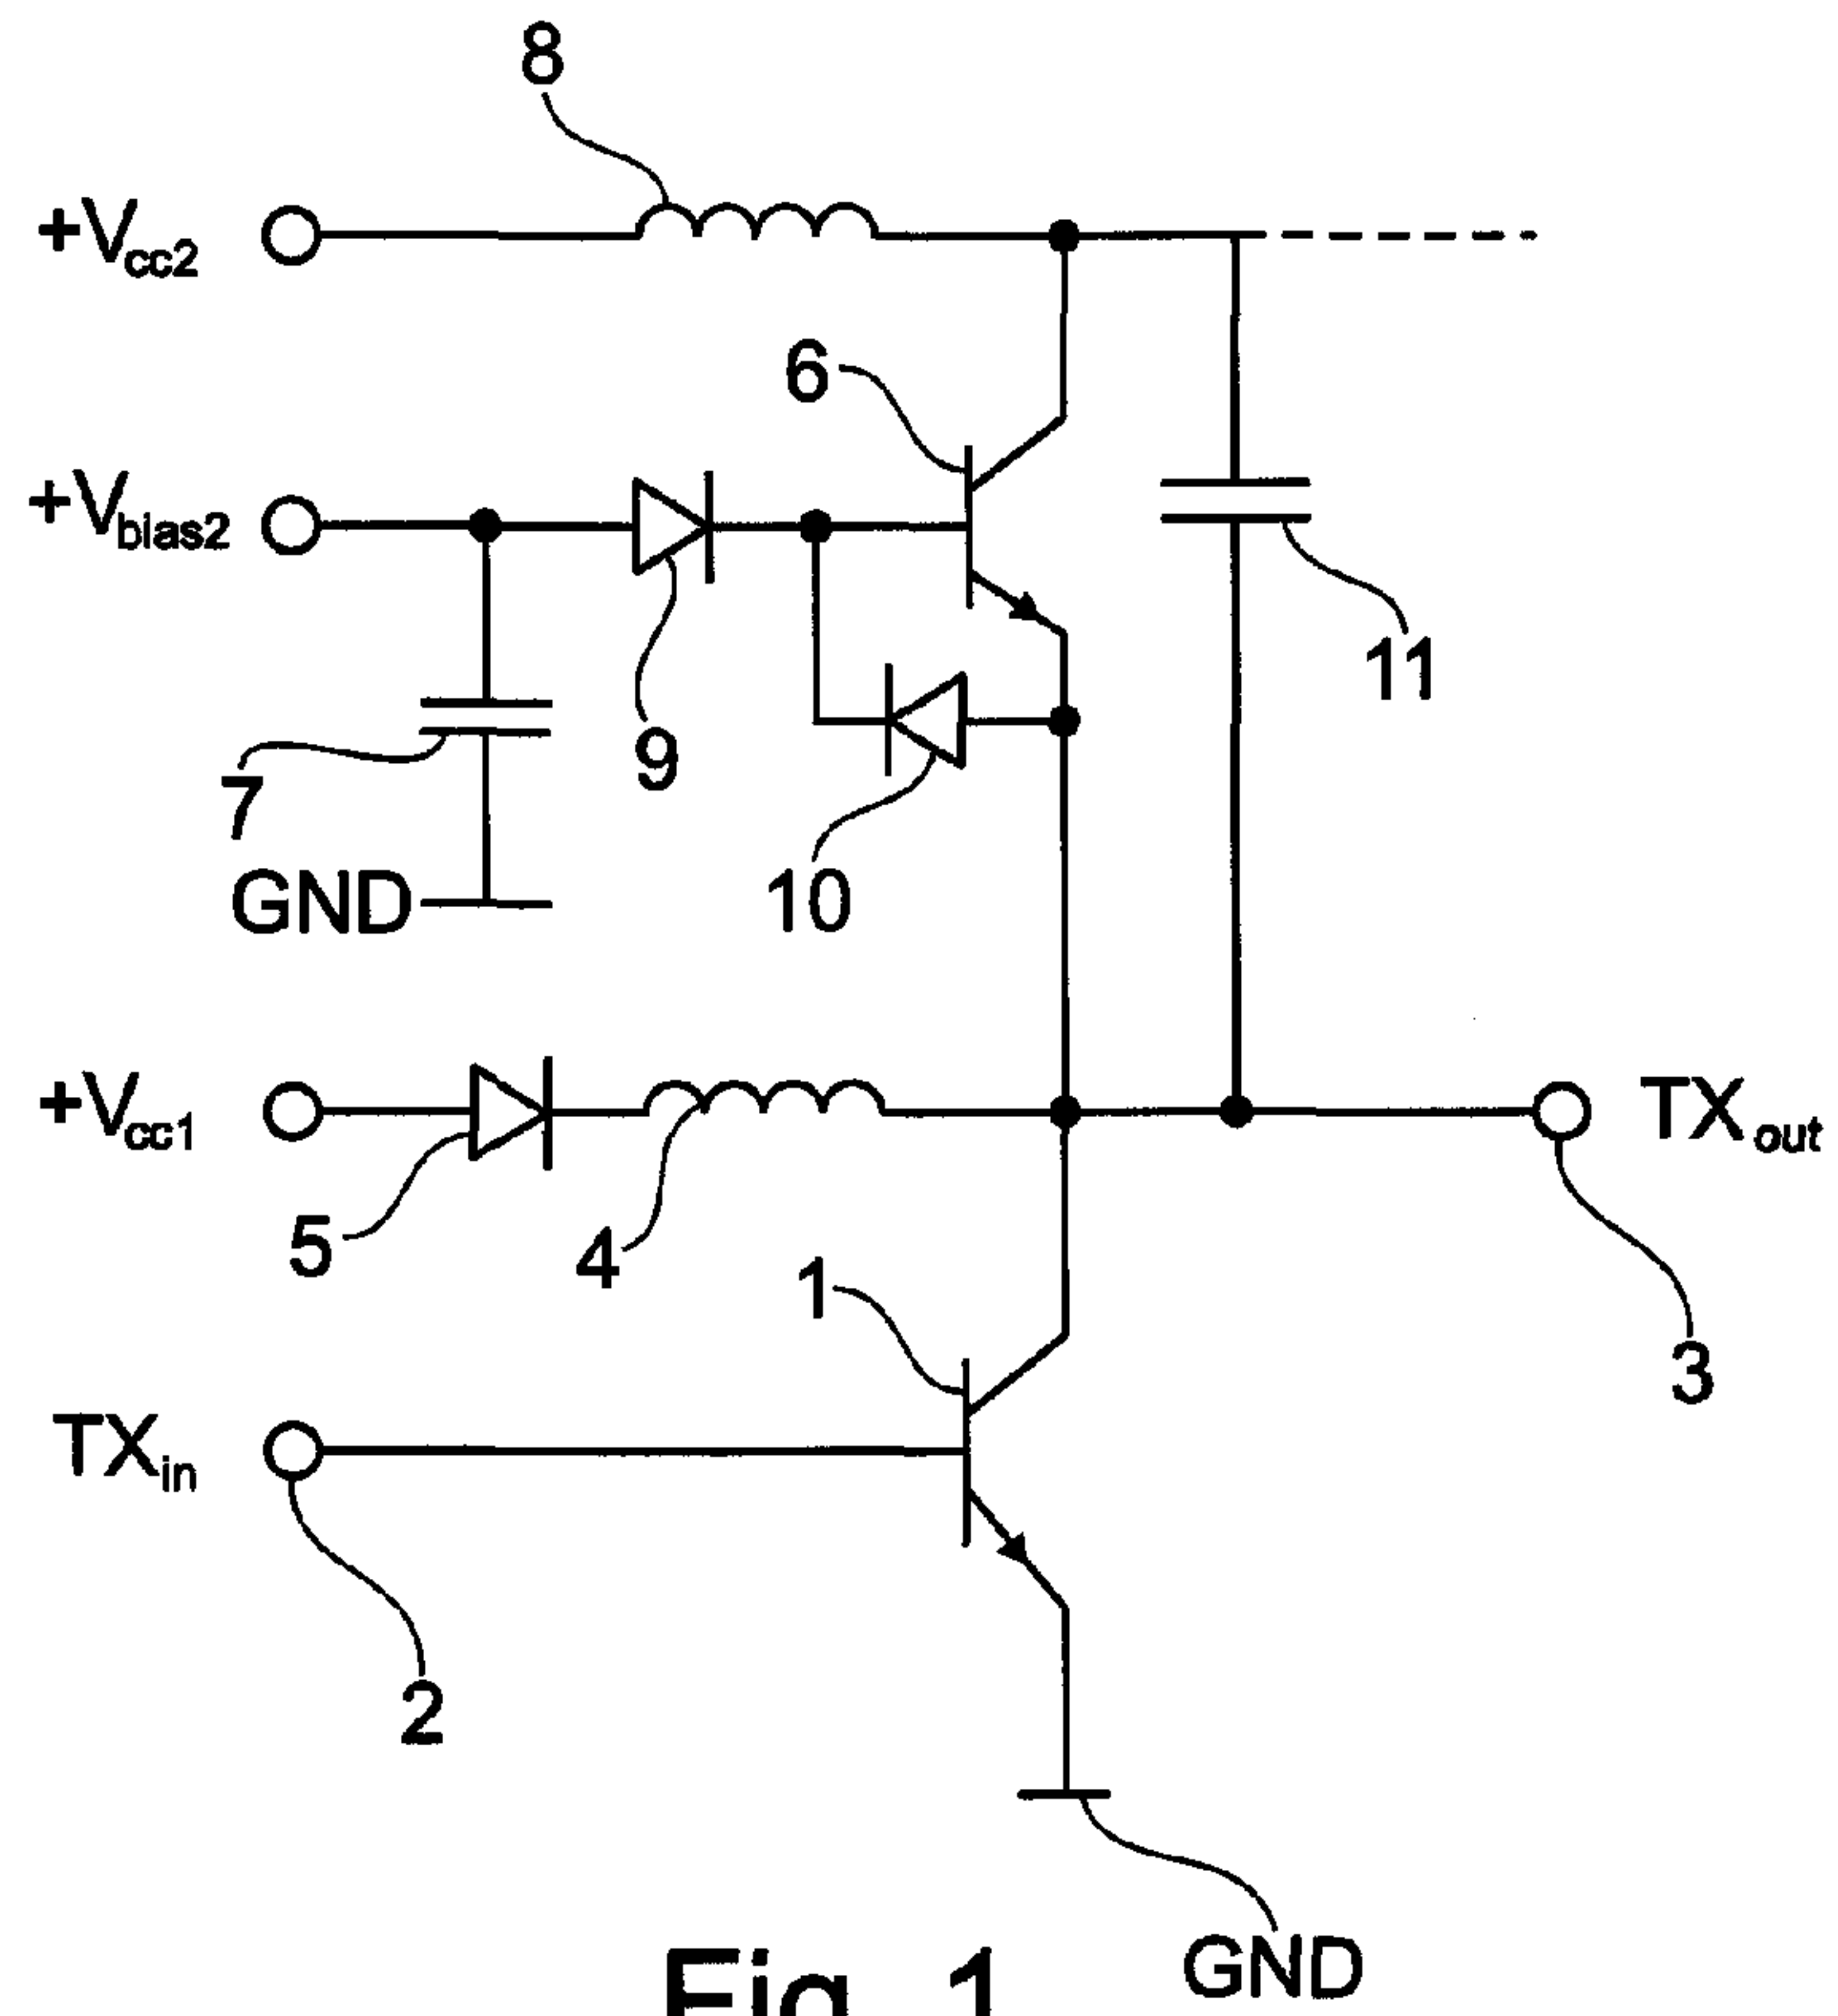 8
+Vcc2
6
+Vbias2
11
9
7
10
GND
+Vcc1
TXout
5
4
1
3
TXin
2
GND
Fig. 1